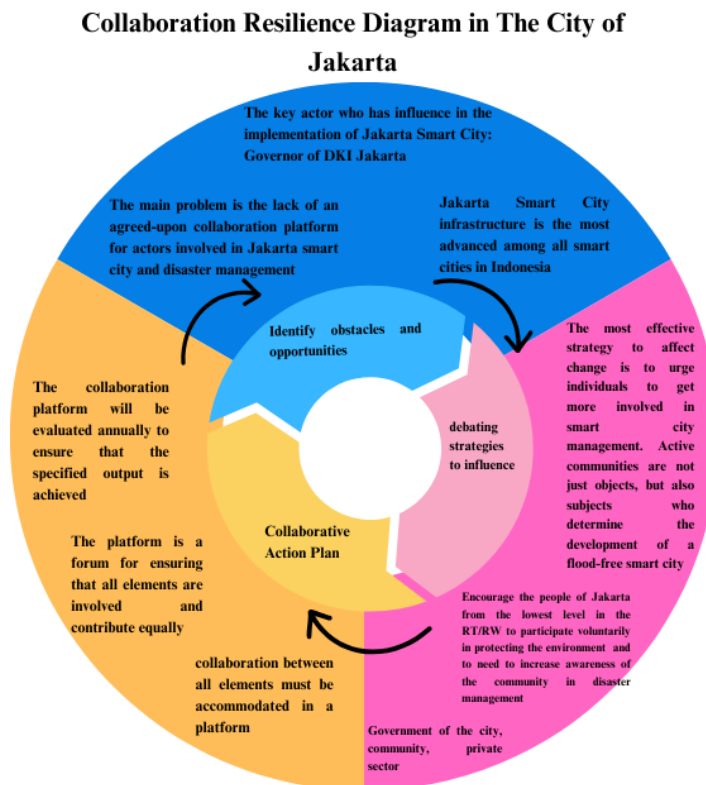 Collaboration Resilience Diagram in The City of
Jakarta
The key actor who has influence in the
implementation of Jakarta Smart City:
Governor of DKI Jakarta
The main problem is the lack of an
agreed-upon collaboration platform
for actors involved in Jakarta smart
city and disaster management
Jakarta Smart City
infrastructure is the most
advanced among all smart
cities in Indonesia
Identify obstacles and
opportunities
The most effective
strategy to affect
change is to urge
individuals to get
more involved in
smart city
management. Active
communities are not
just objects, but also
subjects who
determine the
development of a
flood-free smart city
debating
strategies
to influence
Encourage the people of Jakarta
from the lowest level in the
RT/RW to participate voluntarily
in protecting the environment and
to need to increase awareness of
the community in disaster
management
Government of the city,
community, private
sector
Collaborative
Action Plan
The collaboration
platform will be
evaluated annually to
ensure that the
specified output is
achieved
The platform is a
forum for ensuring
that all elements are
involved and
contribute equally
collaboration between
all elements must be
accommodated in a
platform